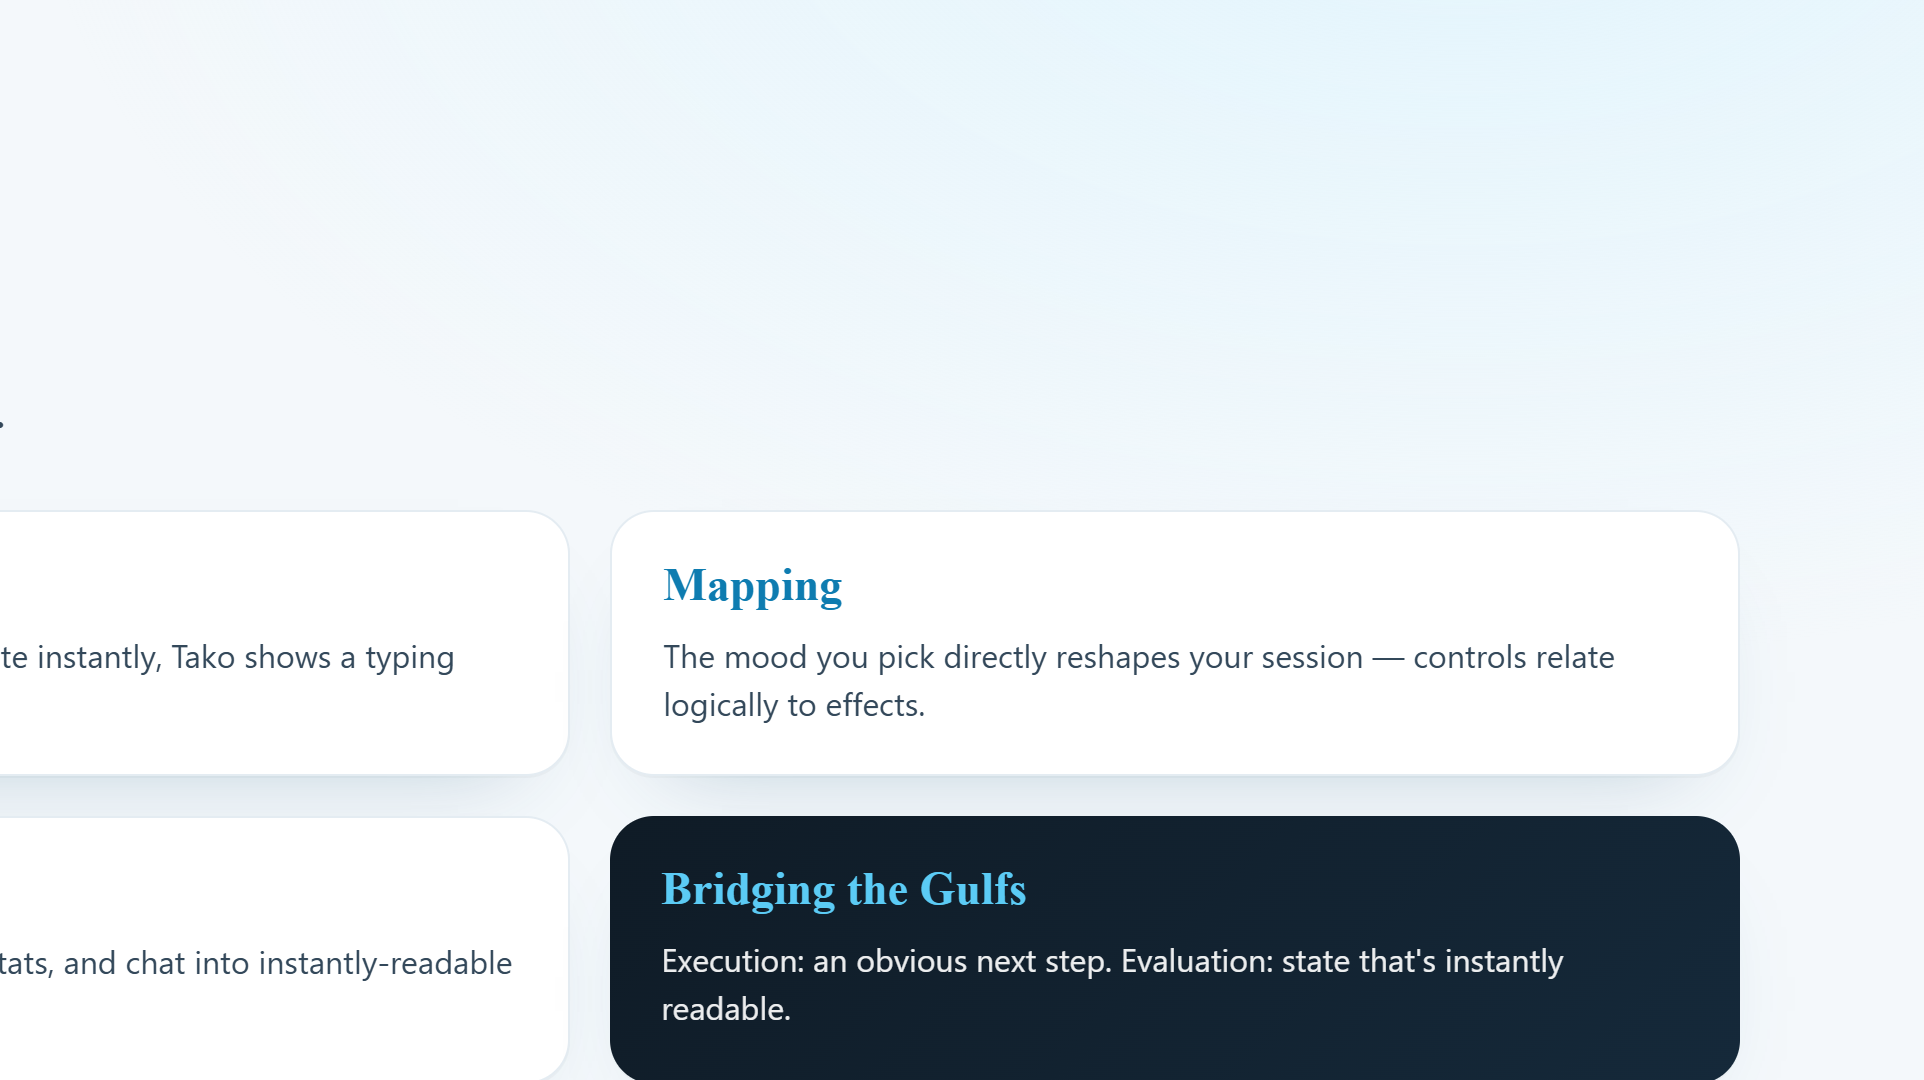 .
te instantly, Tako shows a typing
Mapping
The mood you pick directly reshapes your session — controls relate
logically to effects.
tats, and chat into instantly-readable
Bridging the Gulfs
Execution: an obvious next step. Evaluation: state that's instantly
readable.